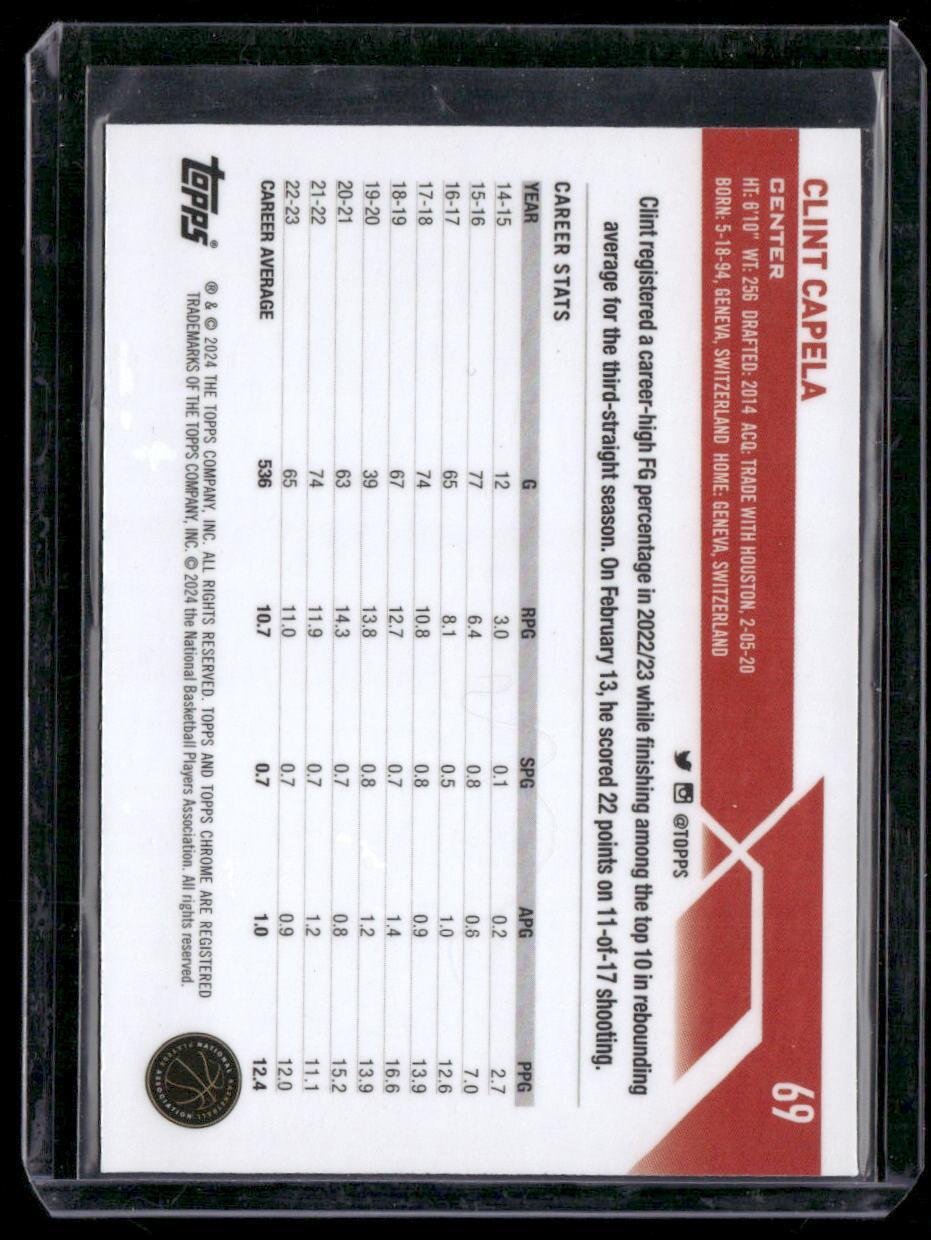 CLINT CAPELA
69
CENTER
HT: 6'10" WT: 256 DRAFTED: 2014 ACQ: TRADE WITH HOUSTON, 2-05-20
BORN: 5-18-94, GENEVA, SWITZERLAND HOME: GENEVA, SWITZERLAND
@TOPPS
Clint registered a career-high FG percentage in 2022/23 while finishing among the top 10 in rebounding
average for the third-straight season. On February 13, he scored 22 points on 11-of-17 shooting.
CAREER STATS
YEAR G RPG SPG APG PPG
14-15 12 3.0 0.1 0.2 2.7
15-16 77 6.4 0.8 0.6 7.0
16-17 65 8.1 0.5 1.0 12.6
17-18 74 10.8 0.8 0.9 13.9
18-19 67 12.7 0.7 1.4 16.6
19-20 39 13.8 0.8 1.2 13.9
20-21 63 14.3 0.7 0.8 15.2
21-22 74 11.9 0.7 1.2 11.1
22-23 65 11.0 0.7 0.9 12.0
CAREER AVERAGE 536 10.7 0.7 1.0 12.4
topps®
® & © 2024 THE TOPPS COMPANY, INC. ALL RIGHTS RESERVED. TOPPS AND TOPPS CHROME ARE REGISTERED
TRADEMARKS OF THE TOPPS COMPANY, INC. © 2024 the National Basketball Players Association. All rights reserved.
NATIONAL BASKETBALL PLAYERS ASSOCIATION